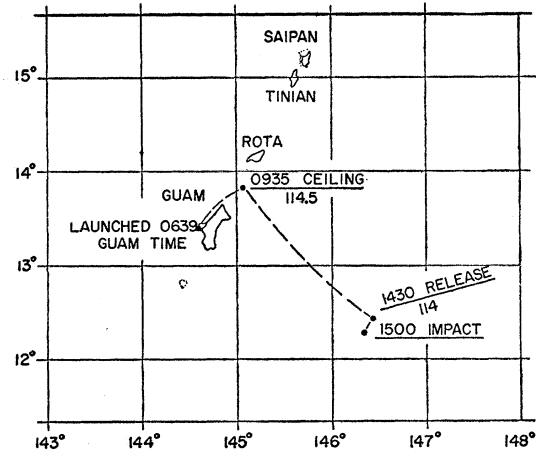 SAIPAN
15°
TINIAN
ROTA
14°
0935 CEILING
114.5
GUAM
LAUNCHED 0639
GUAM TIME
13°
1430 RELEASE
114
1500 IMPACT
12°
143° 144° 145° 146° 147° 148°